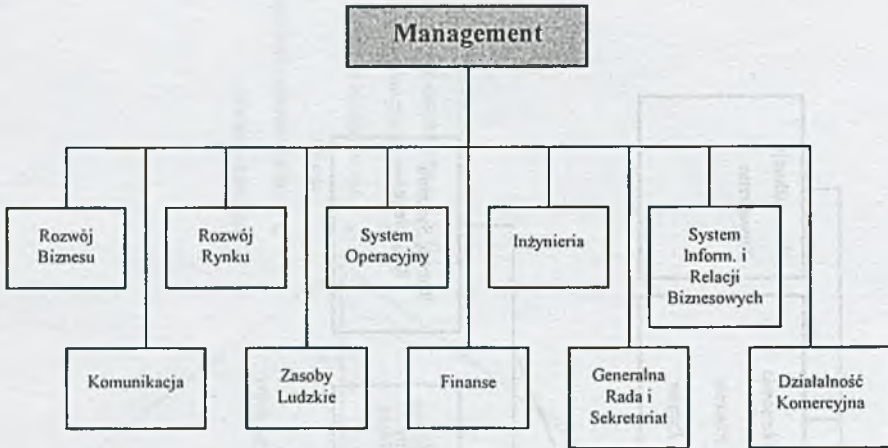 Management
Rozwój
Biznesu
Rozwój
Rynku
System
Operacyjny
Inżynieria
System
Inform. i
Relacji
Biznesowych
Komunikacja
Zasoby
Ludzkie
Finanse
Generalna
Rada i
Sekretariat
Działalność
Komercyjna